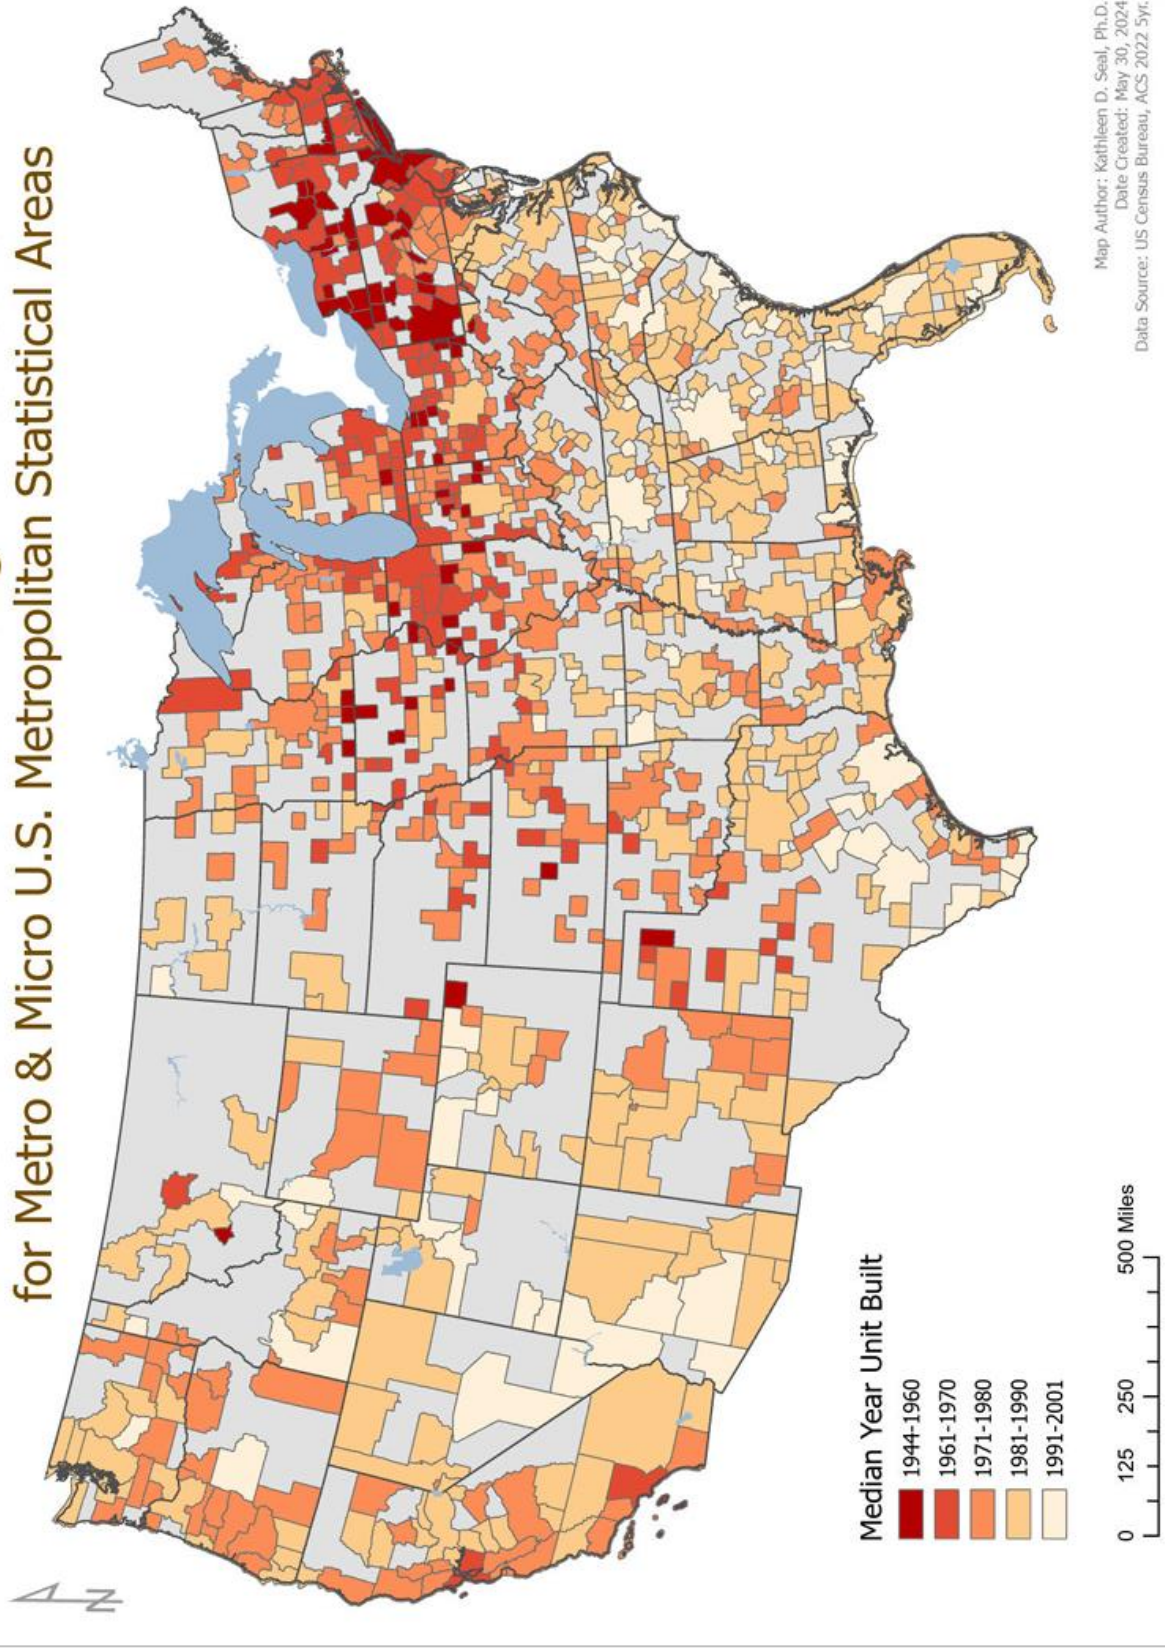 for Metro & Micro U.S. Metropolitan Statistical Areas
N
Median Year Unit Built
1944-1960
1961-1970
1971-1980
1981-1990
1991-2001
0 125 250 500 Miles
Map Author: Kathleen D. Seal, Ph.D.
Date Created: May 30, 2024
Data Source: US Census Bureau, ACS 2022 5yr.